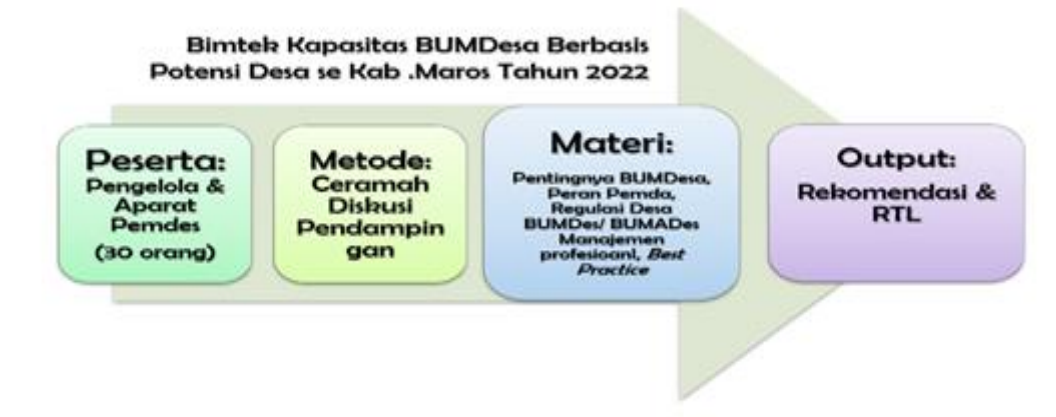 Bimtek Kapasitas BUMDesa Berbasis
Potensi Desa se Kab .Maros Tahun 2022
Peserta:
Pengelola &
Aparat
Pemdes
(30 orang)
Metode:
Ceramah
Diskusi
Pendampin
gan
Materi:
Pentingnya BUMDesa,
Peran Pemda,
Regulasi Desa
BUMDes/ BUMADes
Manajemen
profesioanl, Best
Practice
Output:
Rekomendasi &
RTL